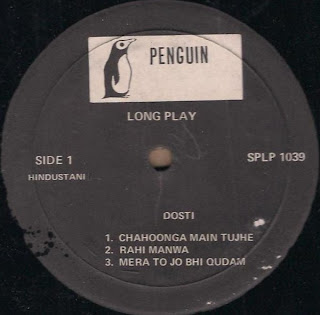 PENGUIN
LONG PLAY
SIDE 1
SPLP 1039
HINDUSTANI
DOSTI
1. CHAHOONGA MAIN TUJHE
2. RAHI MANWA
3. MERA TO JO BHI QUDAM